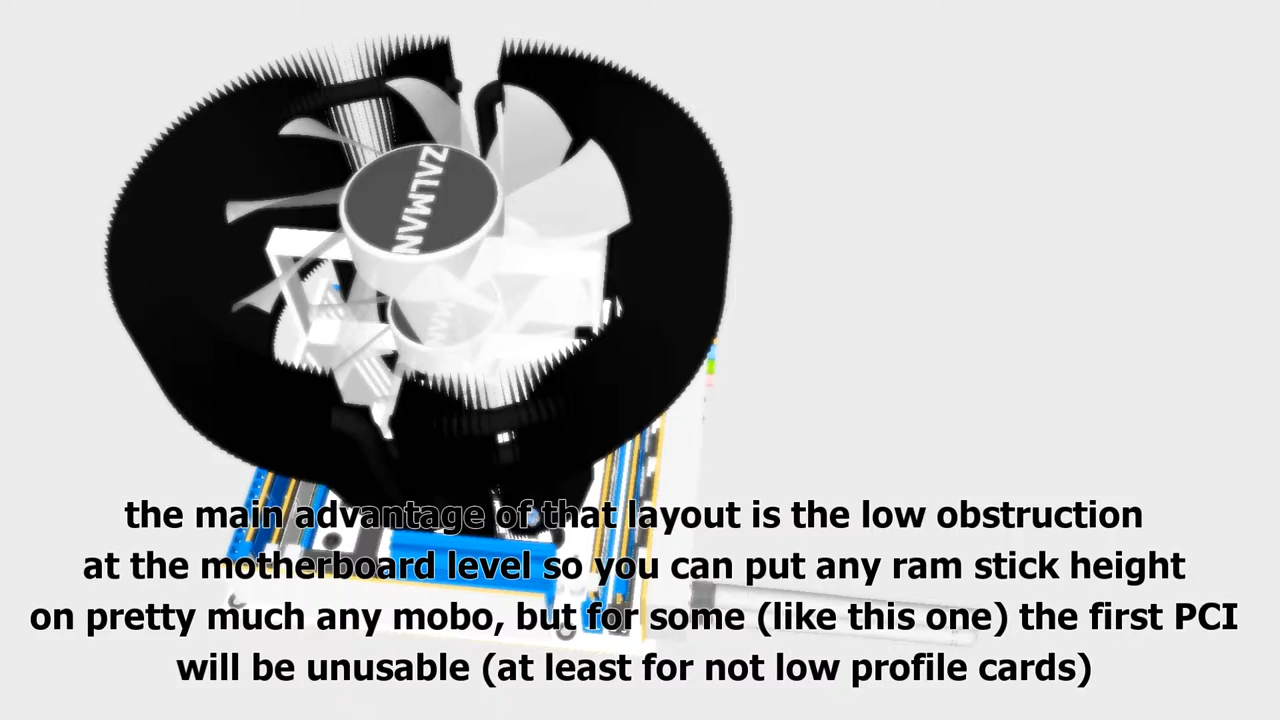 ZALMAN
the main advantage of that layout is the low obstruction
at the motherboard level so you can put any ram stick height
on pretty much any mobo, but for some (like this one) the first PCI
will be unusable (at least for not low profile cards)